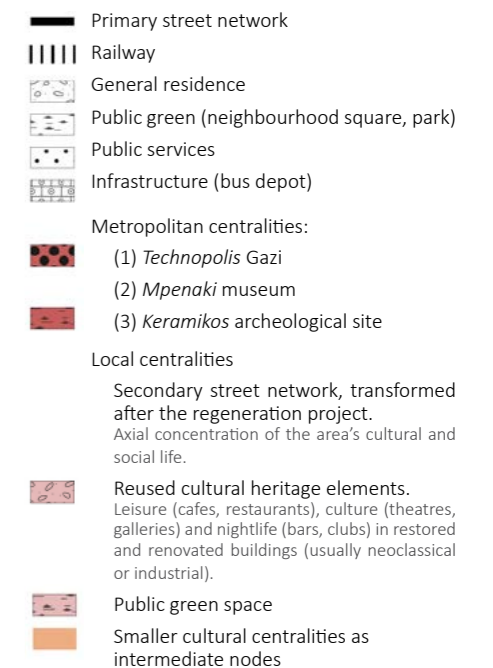 Primary street network
Railway
General residence
Public green (neighbourhood square, park)
Public services
Infrastructure (bus depot)
Metropolitan centralities:
(1) Technopolis Gazi
(2) Mpenaki museum
(3) Keramikos archeological site
Local centralities
Secondary street network, transformed
after the regeneration project.
Axial concentration of the area's cultural and
social life.
Reused cultural heritage elements.
Leisure (cafes, restaurants), culture (theatres,
galleries) and nightlife (bars, clubs) in restored
and renovated buildings (usually neoclassical
or industrial).
Public green space
Smaller cultural centralities as
intermediate nodes